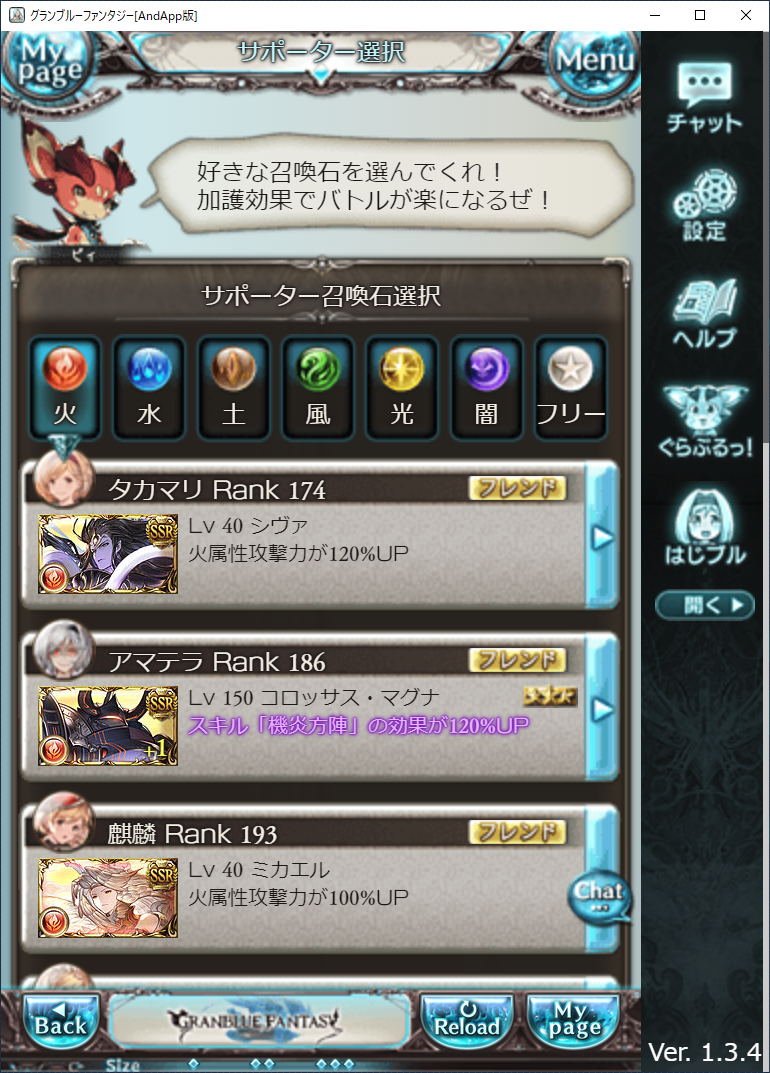 グランブルーファンタジー[AndApp版]
My page
サポーター選択
Menu
チャット
設定
ヘルプ
ぐらぶるっ!
はじブル
開く
好きな召喚石を選んでくれ!
加護効果でバトルが楽になるぜ!
ビィ
サポーター召喚石選択
火
水
土
風
光
闇
フリー
タカマリ Rank 174
フレンド
SSR
Lv 40 シヴァ
火属性攻撃力が120%UP
アマテラ Rank 186
フレンド
SSR
+1
Lv 150 コロッサス・マグナ
スキル「機炎方陣」の効果が120%UP
麒麟 Rank 193
フレンド
SSR
Lv 40 ミカエル
火属性攻撃力が100%UP
Chat
Back
GRANBLUE FANTASY
Reload
My page
Size
Ver. 1.3.4